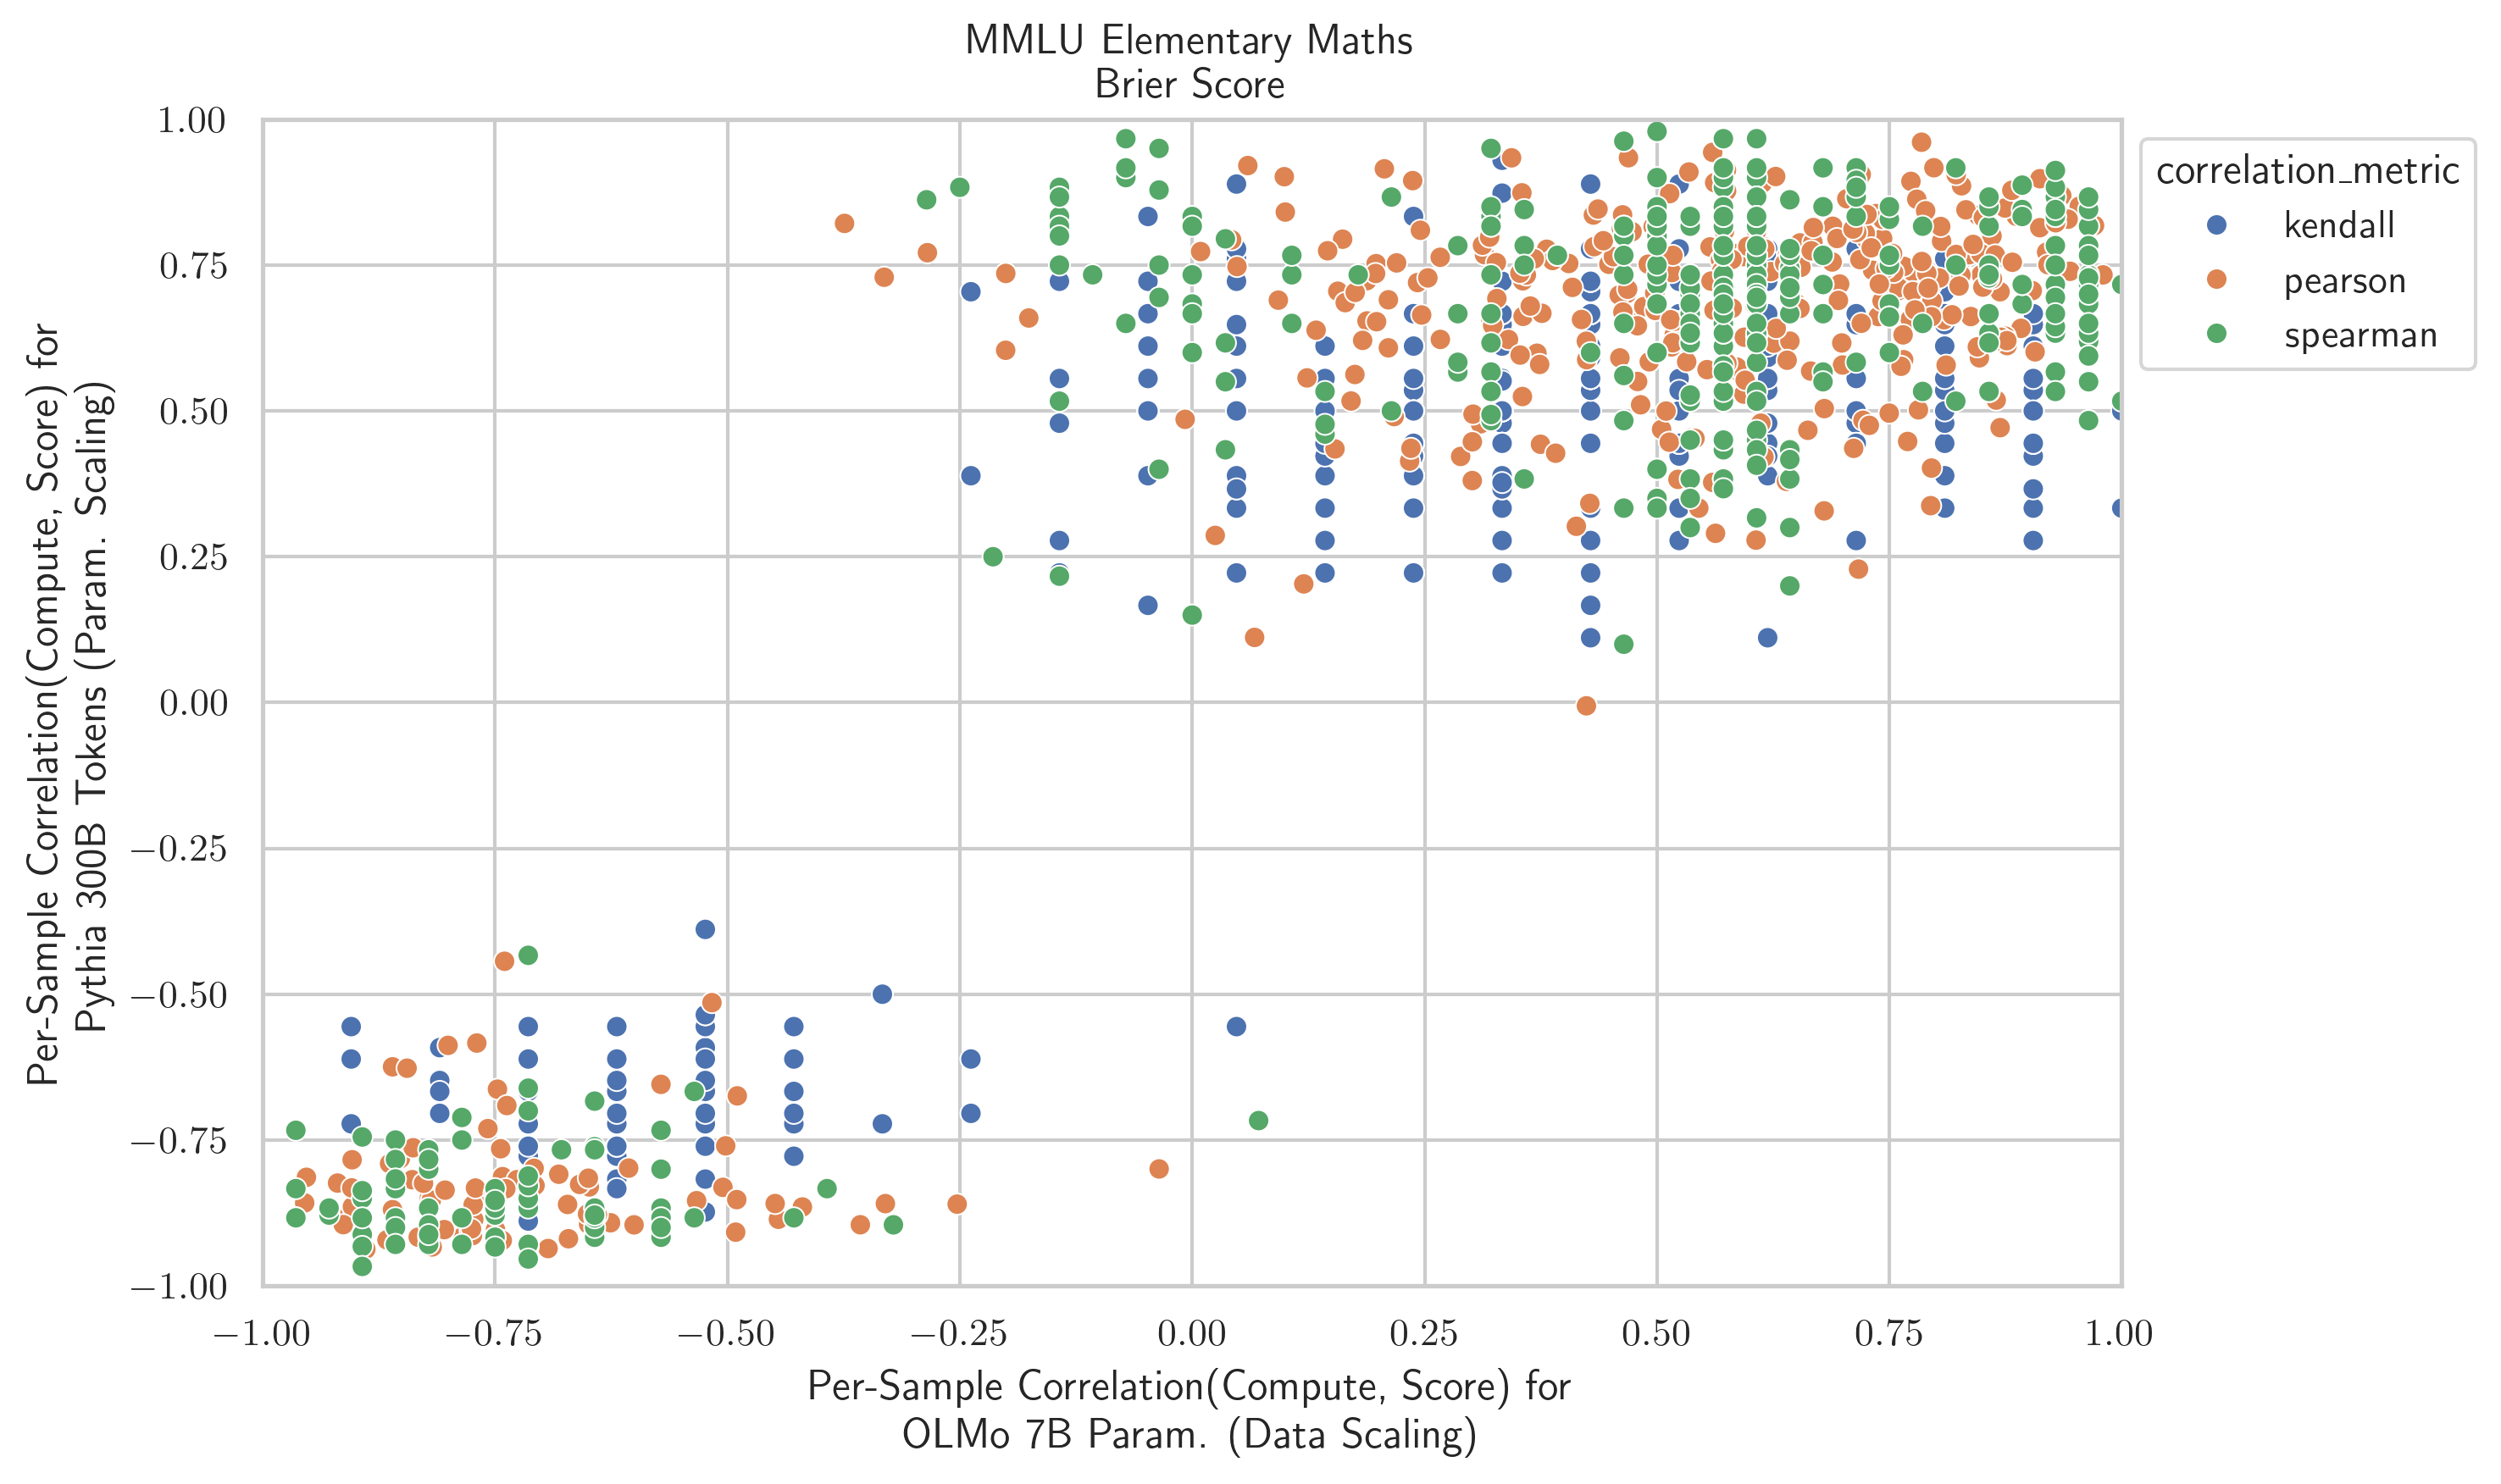 MMLU Elementary Maths
Brier Score
Per-Sample Correlation(Compute, Score) for
Pythia 300B Tokens (Param. Scaling)
1.00
0.75
0.50
0.25
0.00
−0.25
−0.50
−0.75
−1.00
−1.00 −0.75 −0.50 −0.25 0.00 0.25 0.50 0.75 1.00
Per-Sample Correlation(Compute, Score) for
OLMo 7B Param. (Data Scaling)
correlation_metric
kendall
pearson
spearman